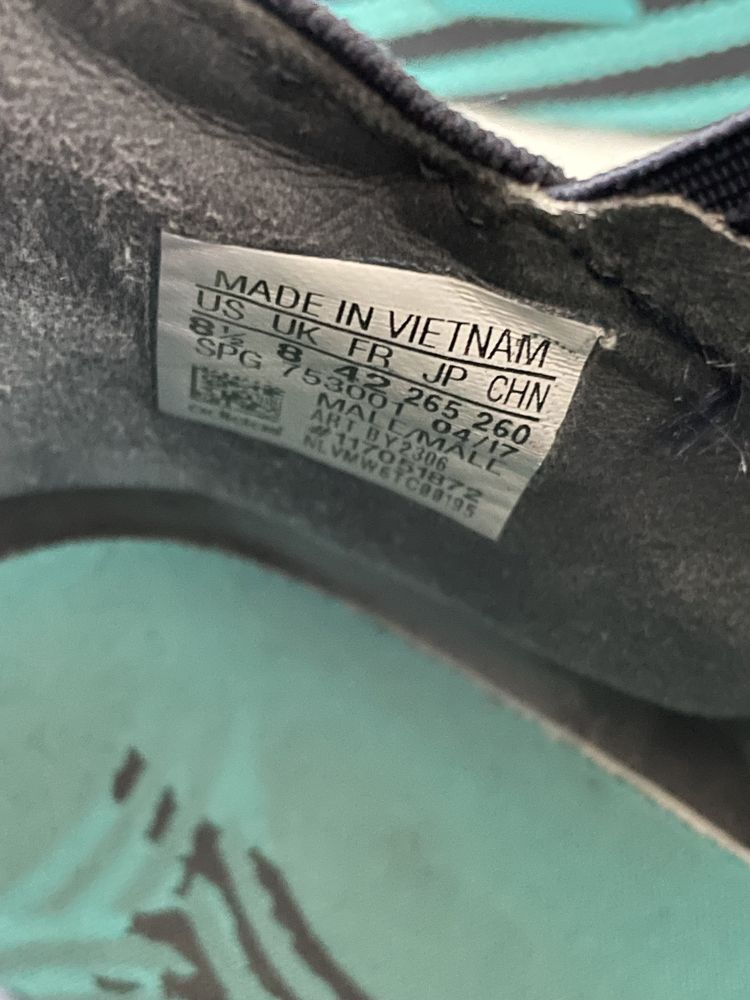 MADE IN VIETNAM
US UK FR JP CHN
8½ 8 42 265 260
SPG 753001 04/17
MALE/MALE
ART BY2306
#117051872
NLVMW6TC00195